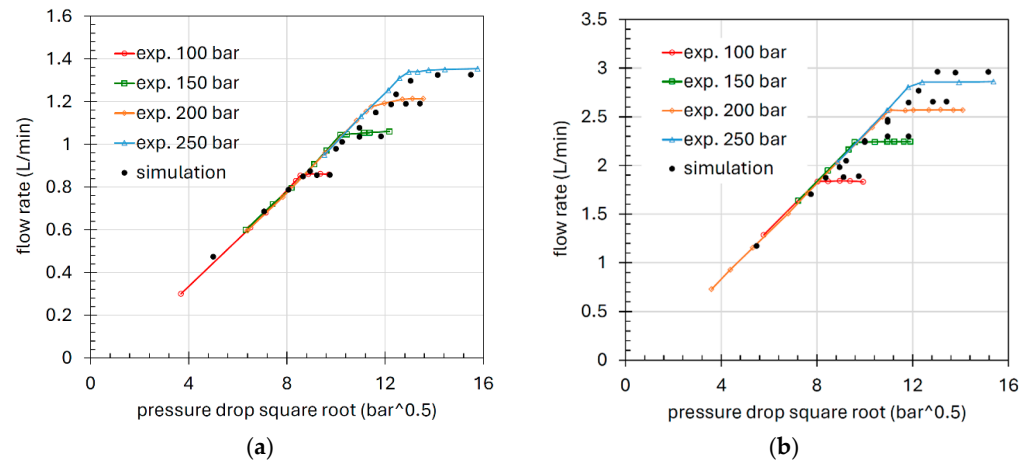 1.6
1.4
1.2
1
0.8
0.6
0.4
0.2
0
flow rate (L/min)
exp. 100 bar
exp. 150 bar
exp. 200 bar
exp. 250 bar
simulation
0 4 8 12 16
pressure drop square root (bar^0.5)
(a)
3.5
3
2.5
2
1.5
1
0.5
0
flow rate (L/min)
exp. 100 bar
exp. 150 bar
exp. 200 bar
exp. 250 bar
simulation
0 4 8 12 16
pressure drop square root (bar^0.5)
(b)